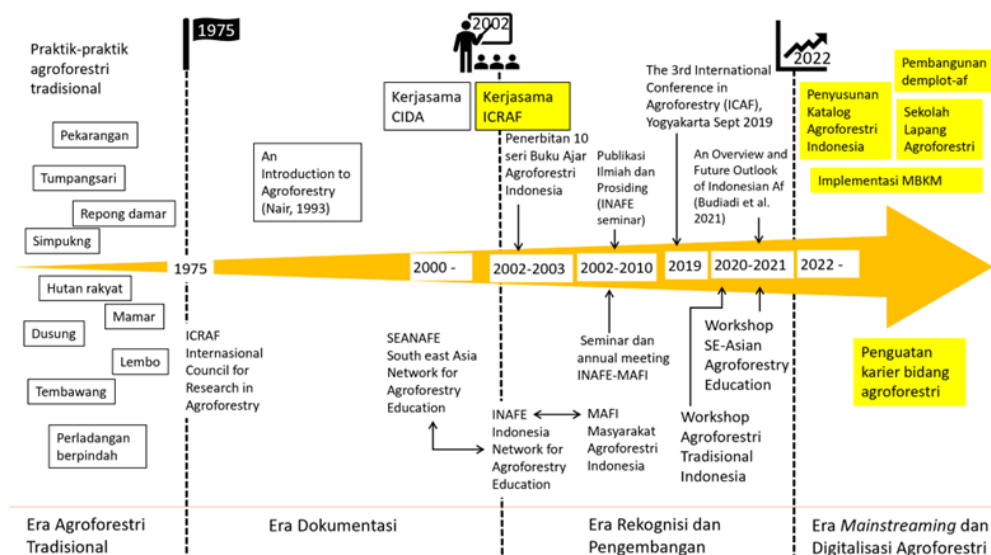 1975
2002
2022
Praktik-praktik
agroforestri
tradisional
Pekarangan
Tumpangsari
Repong damar
Simpukng
Hutan rakyat
Mamar
Dusung
Lembo
Tembawang
Perladangan
berpindah
An
Introduction to
Agroforestry
(Nair, 1993)
Kerjasama
CIDA
Kerjasama
ICRAF
Penerbitan 10
seri Buku Ajar
Agroforestri
Indonesia
Publikasi
Ilmiah dan
Prosiding
(INAFE
seminar)
The 3rd International
Conference in
Agroforestry (ICAF),
Yogyakarta Sept 2019
An Overview and
Future Outlook
of Indonesian Af
(Budiadi et al.
2021)
Penyusunan
Katalog
Agroforestri
Indonesia
Pembangunan
demplot-af
Sekolah
Lapang
Agroforestri
Implementasi MBKM
1975
2000 -
2002-2003
2002-2010
2019
2020-2021
2022 -
ICRAF
Internasional
Council for
Research in
Agroforestry
SEANAFE
South east Asia
Network for
Agroforestry
Education
INAFE
Indonesia
Network for
Agroforestry
Education
MAFI
Masyarakat
Agroforestri
Indonesia
Seminar dan
annual meeting
INAFE-MAFI
Workshop
SE-Asian
Agroforestry
Education
Workshop
Agroforestri
Tradisional
Indonesia
Penguatan
karier bidang
agroforestri
Era Agroforestri
Tradisional
Era Dokumentasi
Era Rekognisi dan
Pengembangan
Era Mainstreaming dan
Digitalisasi Agroforestri